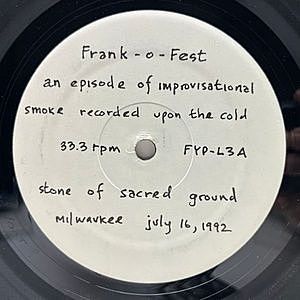 Frank-o-Fest
an episode of improvisational
smoke recorded upon the cold
33.3 rpm FYP-L3A
stone of sacred ground
Milwaukee july 16, 1992